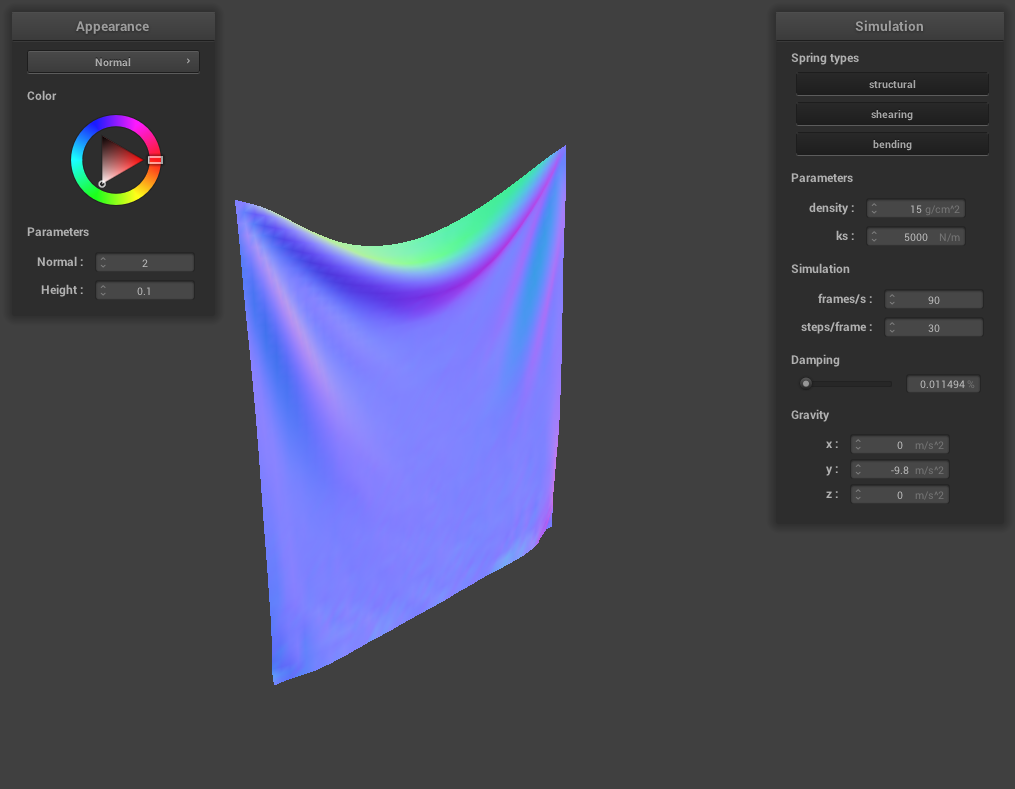 Appearance
Normal ›
Color
Parameters
Normal : 2
Height : 0.1
Simulation
Spring types
structural
shearing
bending
Parameters
density : 15 g/cm^2
ks : 5000 N/m
Simulation
frames/s : 90
steps/frame : 30
Damping
0.011494 %
Gravity
x : 0 m/s^2
y : -9.8 m/s^2
z : 0 m/s^2